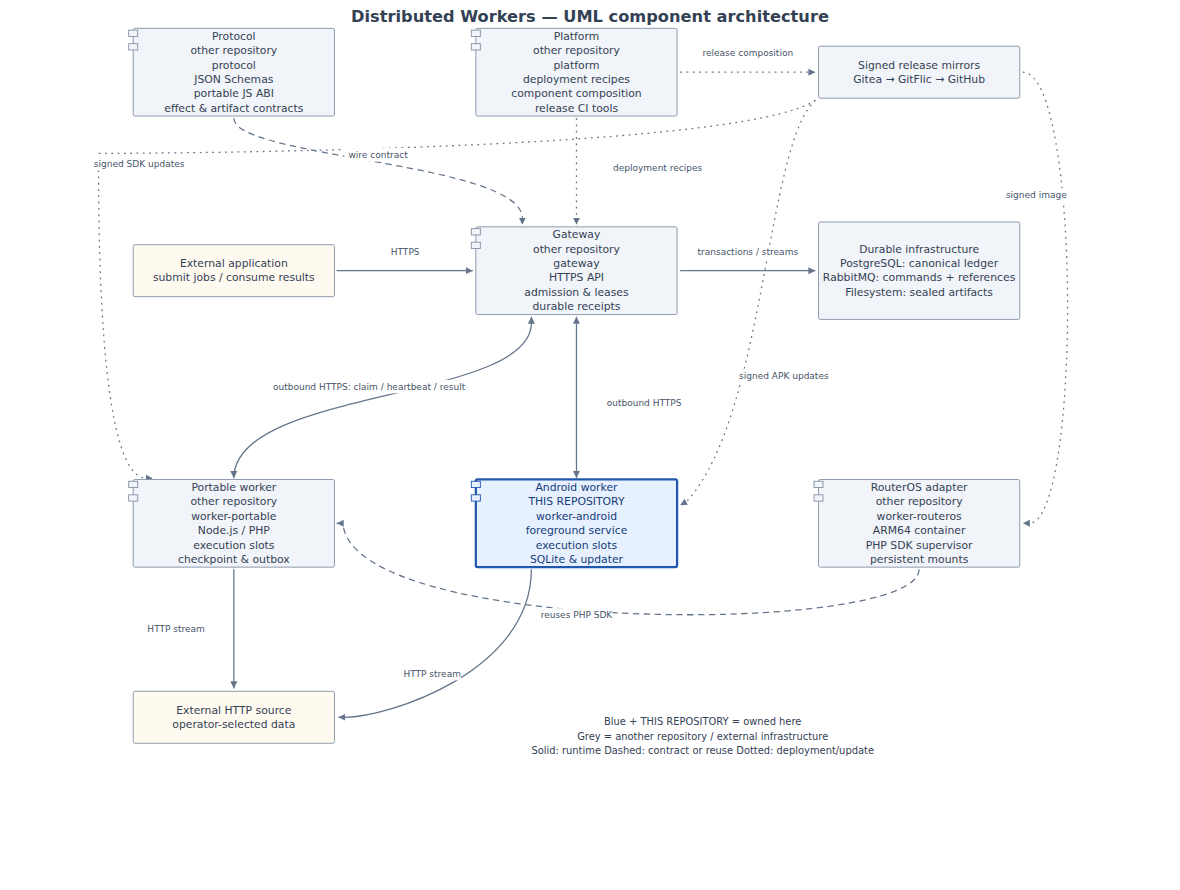 Distributed Workers — UML component architecture
Protocol
other repository
protocol
JSON Schemas
portable JS ABI
effect & artifact contracts
Platform
other repository
platform
deployment recipes
component composition
release CI tools
release composition
Signed release mirrors
Gitea → GitFlic → GitHub
signed SDK updates
wire contract
deployment recipes
signed image
External application
submit jobs / consume results
HTTPS
Gateway
other repository
gateway
HTTPS API
admission & leases
durable receipts
transactions / streams
Durable infrastructure
PostgreSQL: canonical ledger
RabbitMQ: commands + references
Filesystem: sealed artifacts
outbound HTTPS: claim / heartbeat / result
outbound HTTPS
signed APK updates
Portable worker
other repository
worker-portable
Node.js / PHP
execution slots
checkpoint & outbox
Android worker
THIS REPOSITORY
worker-android
foreground service
execution slots
SQLite & updater
RouterOS adapter
other repository
worker-routeros
ARM64 container
PHP SDK supervisor
persistent mounts
reuses PHP SDK
HTTP stream
HTTP stream
External HTTP source
operator-selected data
Blue + THIS REPOSITORY = owned here
Grey = another repository / external infrastructure
Solid: runtime Dashed: contract or reuse Dotted: deployment/update